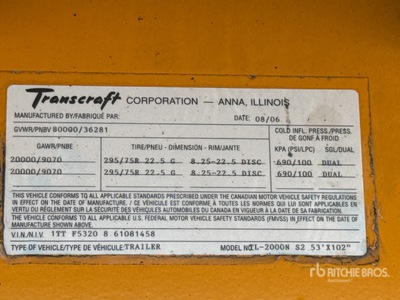 Transcraft CORPORATION — ANNA, ILLINOIS
MANUFACTURED BY/FABRIQUÉ PAR: DATE: 08/06
GVWR/PNBV 80000/36281 COLD INFL. PRESS./PRESS. DE GONF À FROID
GAWR/PNBE TIRE/PNEU - DIMENSION - RIM/JANTE KPA (PSI/LPC) SGL/DUAL
20000/9070 295/75R 22.5 G 8.25-22.5 DISC 690/100 DUAL
20000/9070 295/75R 22.5 G 8.25-22.5 DISC. 690/100 DUAL
THIS VEHICLE CONFORMS TO ALL APPLICABLE STANDARDS PRESCRIBED UNDER THE CANADIAN MOTOR VEHICLE SAFETY REGULATIONS
IN EFFECT ON THE DATE OF MANUFACTURE. / CE VÉHICULE EST CONFORME À TOUTES LES NORMES QUI LUI SONT APPLICABLES EN
VERTU DU RÈGLEMENT SUR LA SÉCURITÉ DES VÉHICULES AUTOMOBILES DU CANADA EN VIGUEUR À LA DATE DE SA FABRICATION.
THE VEHICLE CONFORMS TO ALL APPLICABLE U.S. FEDERAL MOTOR VEHICLE SAFETY STANDARDS (FMVSS) IN EFFECT ON THE DATE OF
MANUFACTURE SHOWN ABOVE.
V.I.N./N.I.V. 1TT F5320 8 61081458
TYPE OF VEHICLE/TYPE DU VÉHICULE: TRAILER MODEL NO. TL-2000N S2 53'X102"
rb RITCHIE BROS.